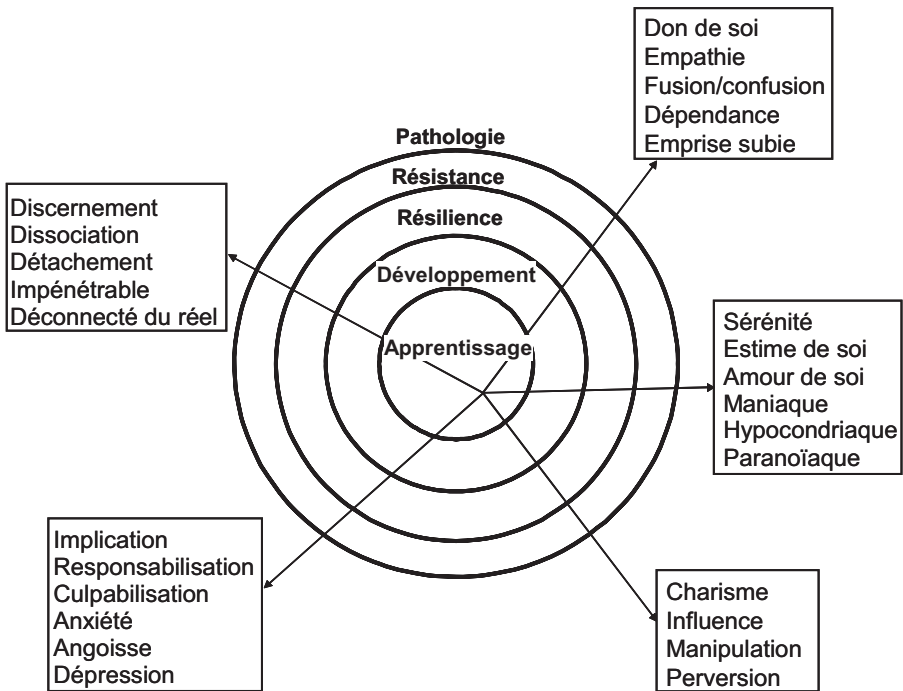 Don de soi
Empathie
Fusion/confusion
Dépendance
Emprise subie
Pathologie
Résistance
Résilience
Développement
Apprentissage
Discernement
Dissociation
Détachement
Impénétrable
Déconnecté du réel
Sérénité
Estime de soi
Amour de soi
Maniaque
Hypocondriaque
Paranoïaque
Implication
Responsabilisation
Culpabilisation
Anxiété
Angoisse
Dépression
Charisme
Influence
Manipulation
Perversion